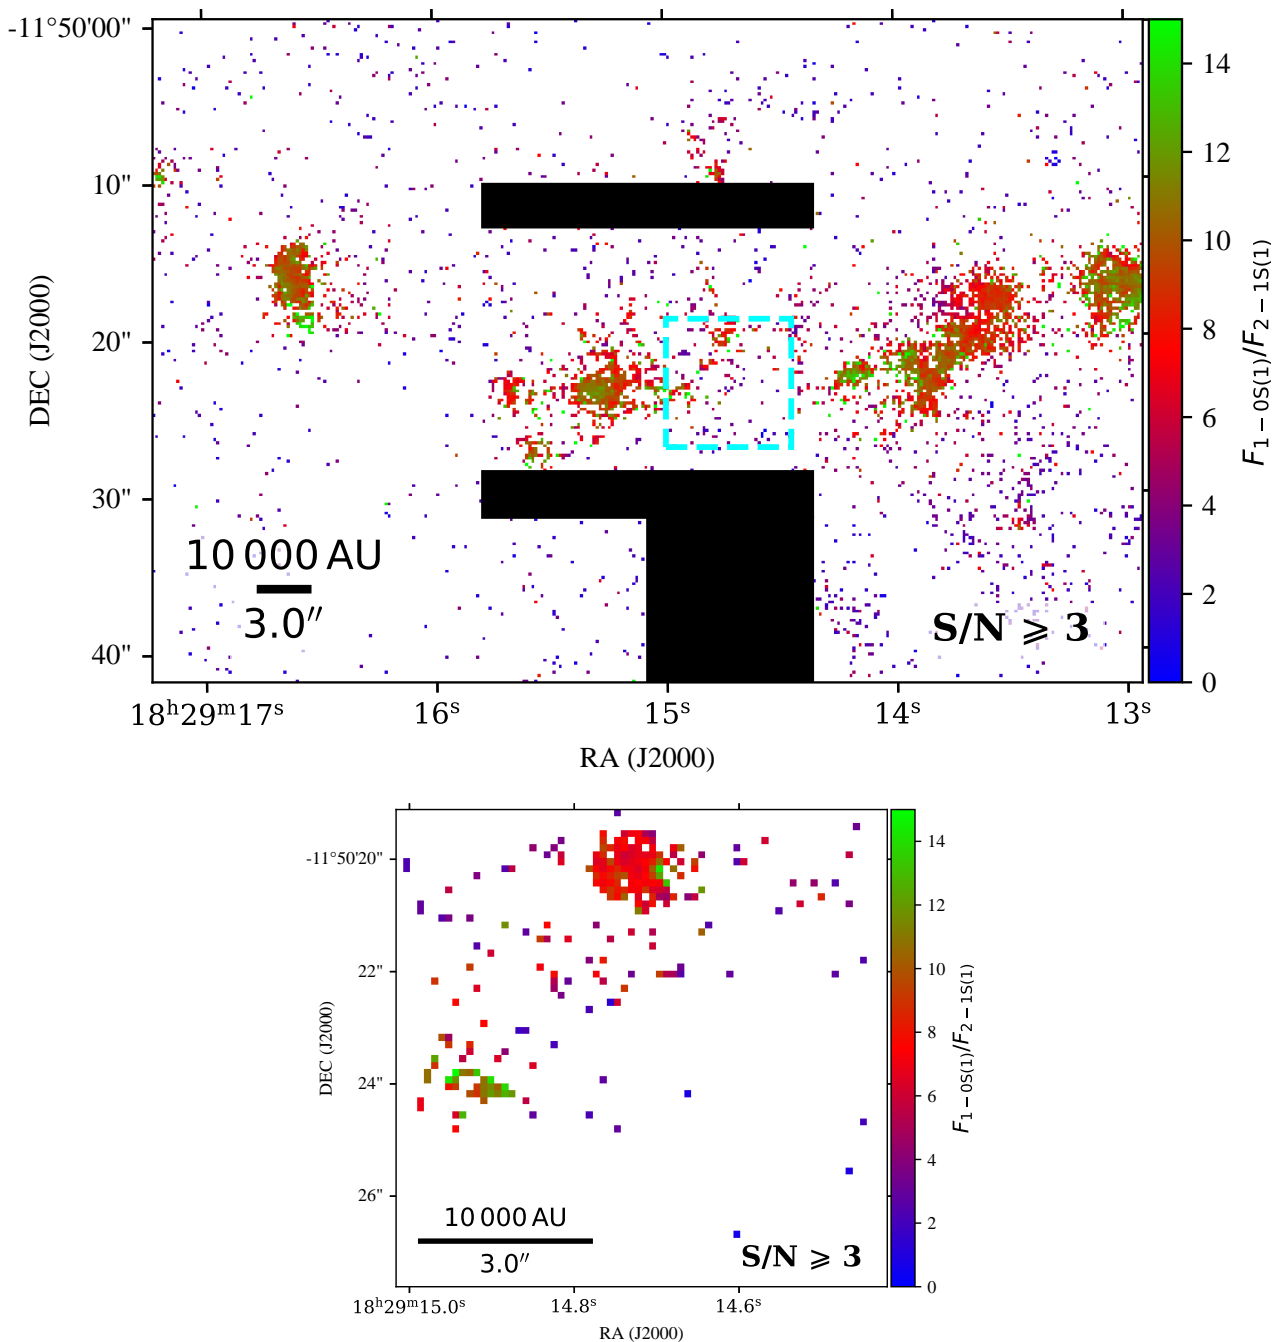 -11°50'00"
10"
20"
30"
40"
DEC (J2000)
10 000 AU
3.0″
S/N ⩾ 3
18ʰ29ᵐ17ˢ
16ˢ
15ˢ
14ˢ
13ˢ
RA (J2000)
14
12
10
8
6
4
2
0
F₁₋₀S(1)/F₂₋₁S(1)
-11°50'20"
22"
24"
26"
DEC (J2000)
10 000 AU
3.0″
S/N ⩾ 3
18ʰ29ᵐ15.0ˢ
14.8ˢ
14.6ˢ
RA (J2000)
14
12
10
8
6
4
2
0
F₁₋₀S(1)/F₂₋₁S(1)